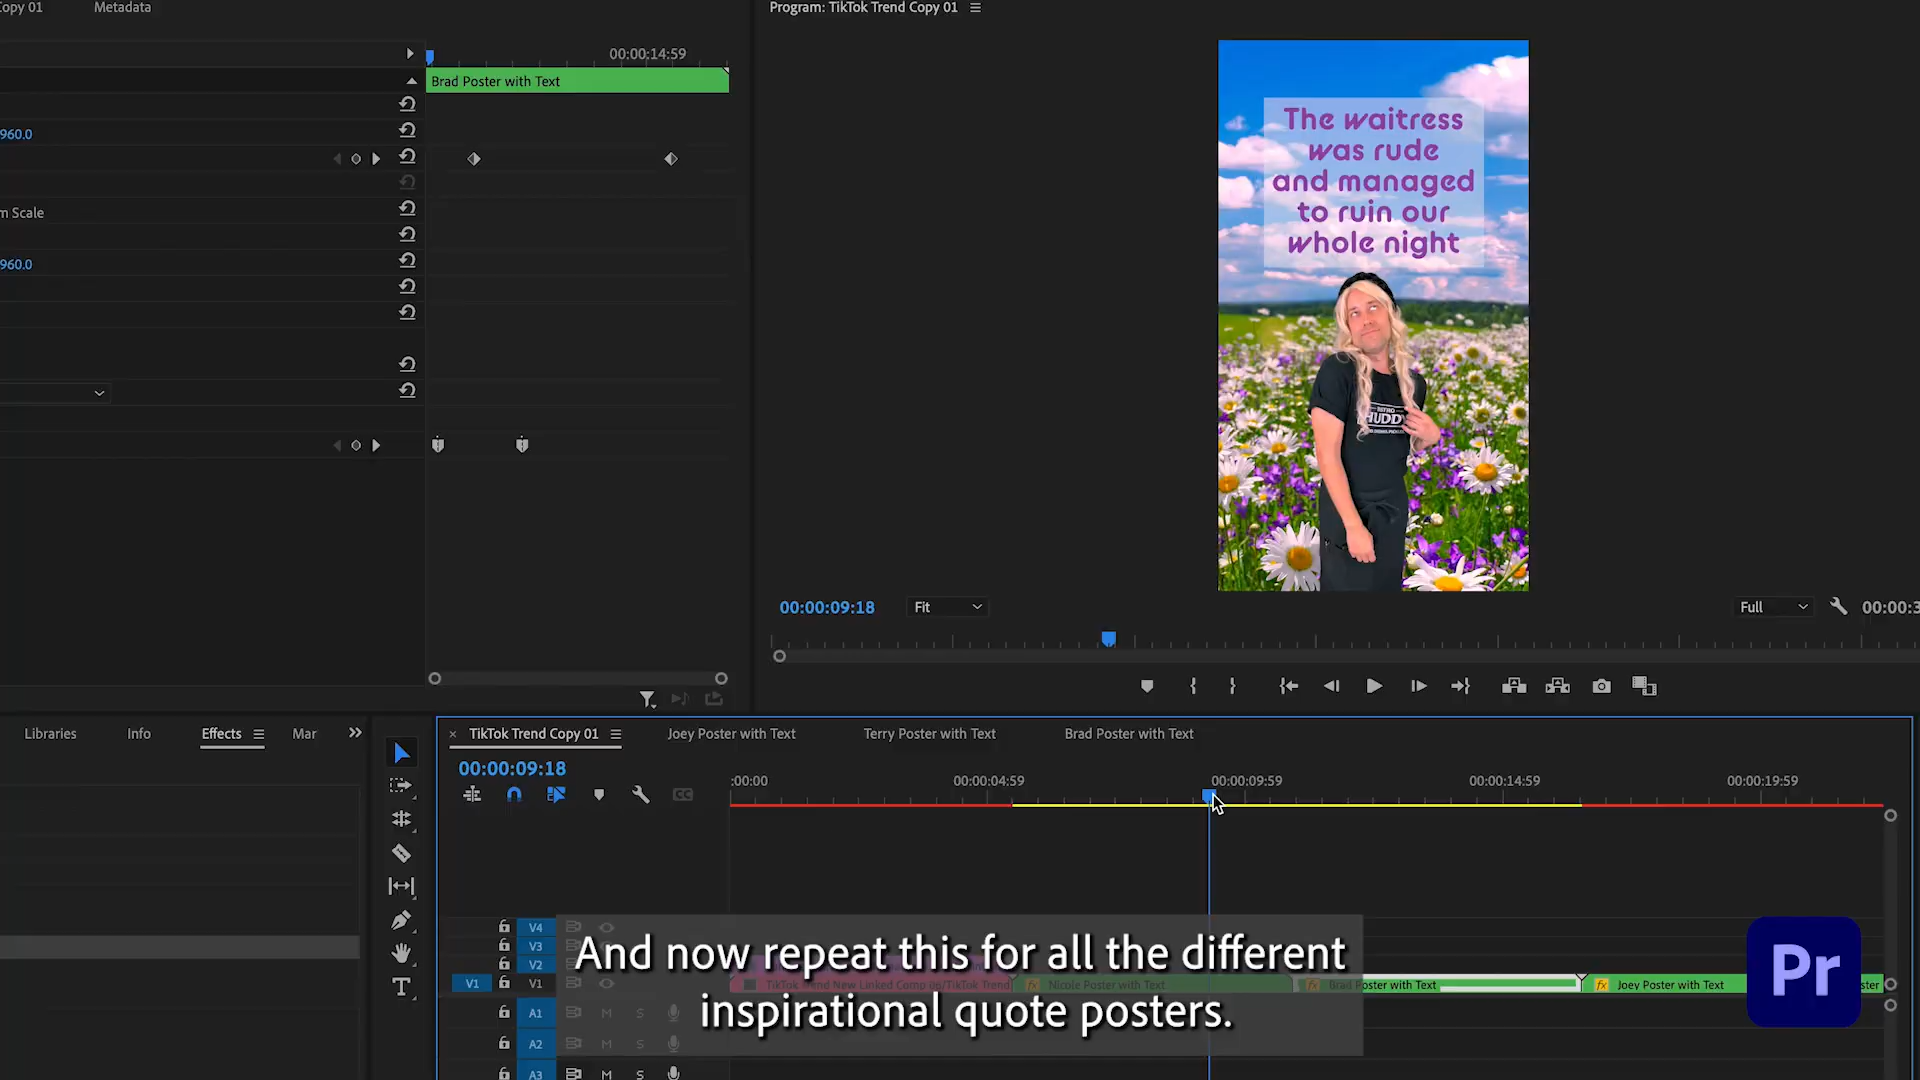 opy 01
Metadata
Program: TikTok Trend Copy 01
00:00:14:59
Brad Poster with Text
960.0
m Scale
960.0
The waitress
was rude
and managed
to ruin our
whole night
00:00:09:18
Fit
Full
00:00:3
Libraries
Info
Effects
Mar
TikTok Trend Copy 01
Joey Poster with Text
Terry Poster with Text
Brad Poster with Text
00:00:09:18
:00:00
00:00:04:59
00:00:09:59
00:00:14:59
00:00:19:59
CC
V4
V3
V2
V1
V1
TikTok Trend New Linked Comp
/TikTok Trend
fx
Nicole Poster with Text
fx
Brad Poster with Text
fx
Joey Poster with Text
ster
A1
M
S
A2
M
S
A3
M
S
And now repeat this for all the different
inspirational quote posters.
Pr